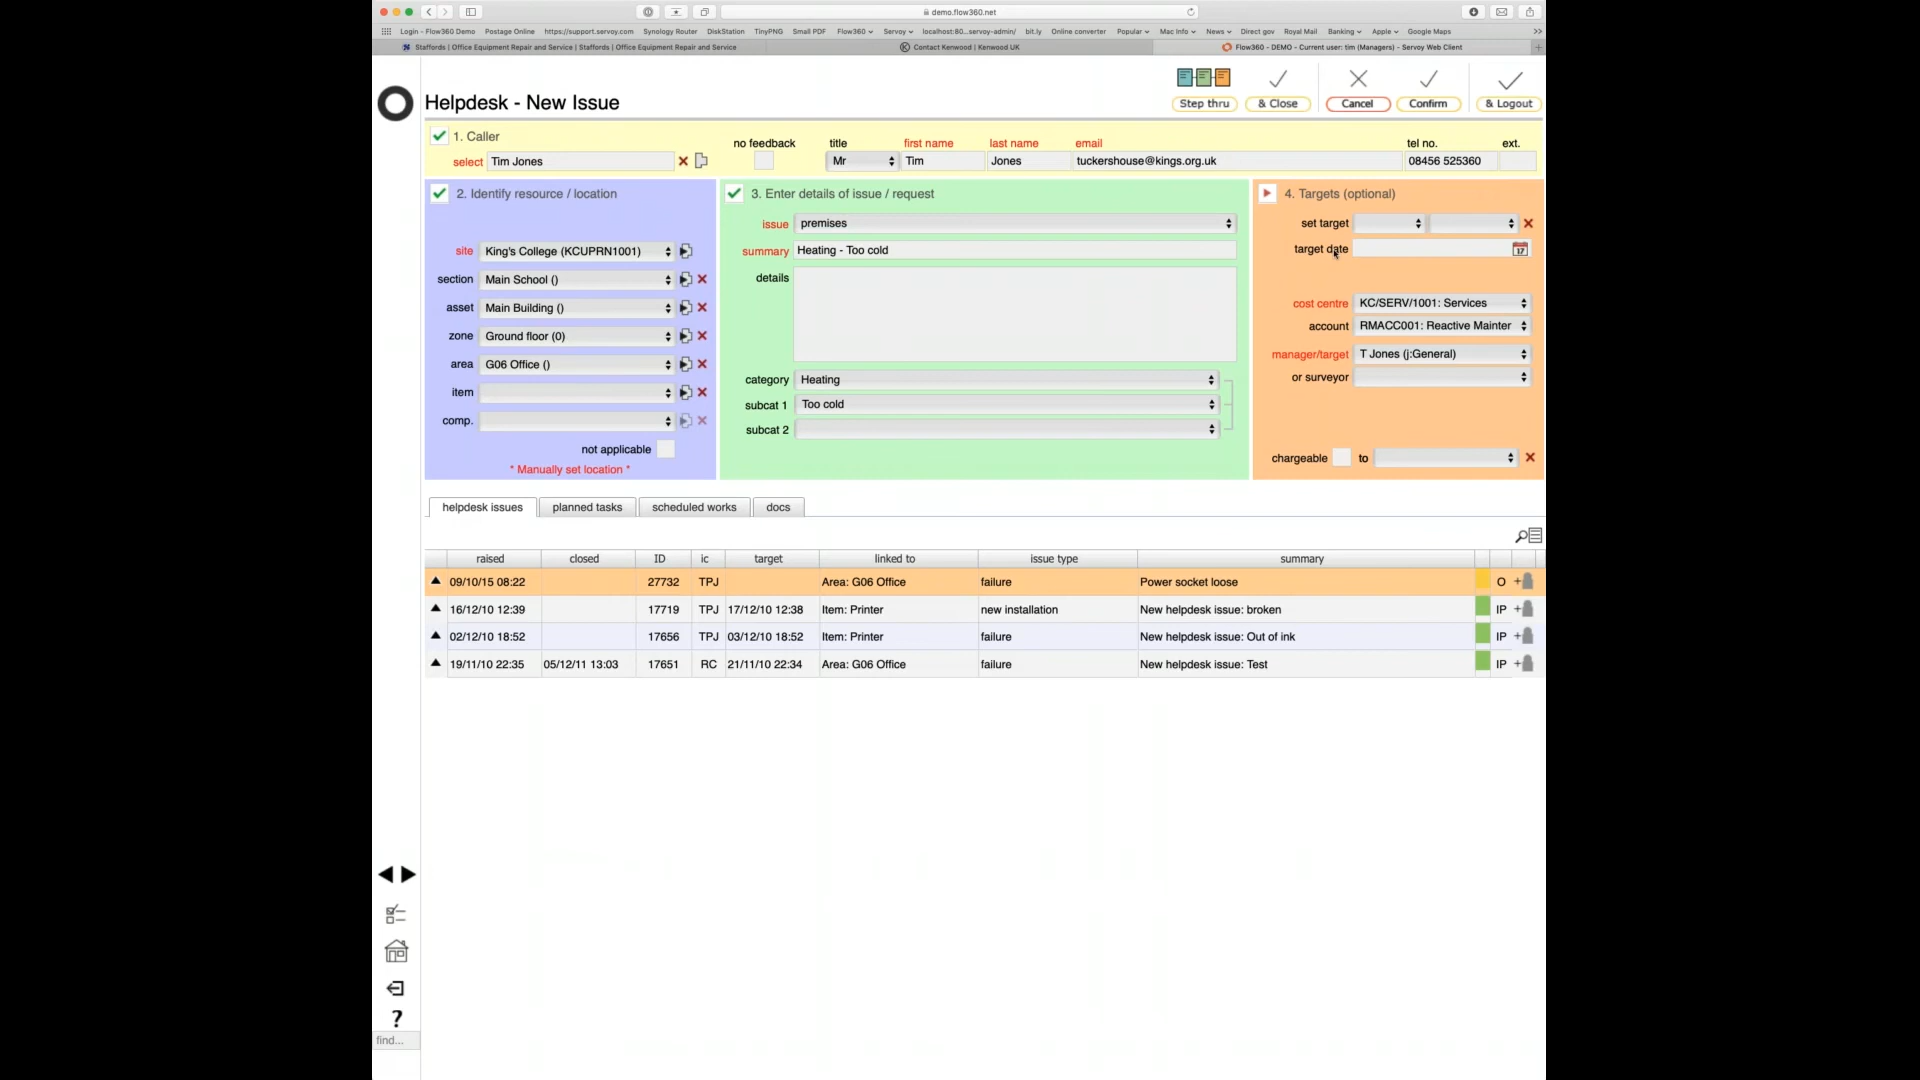 demo.flow360.net
Login - Flow360 Demo Postage Online https://support.servoy.com Synology Router DiskStation TinyPNG Small PDF Flow360 Servoy localhost:80...servoy-admin/ bit.ly Online converter Popular Mac Info News Direct gov Royal Mail Banking Apple Google Maps
Staffords | Office Equipment Repair and Service | Staffords | Office Equipment Repair and Service Contact Kenwood | Kenwood UK Flow360 - DEMO - Current user: tim (Managers) - Servoy Web Client
Helpdesk - New Issue
Step thru & Close Cancel Confirm & Logout
1. Caller
no feedback title first name last name email tel no. ext.
select Tim Jones Mr Tim Jones tuckershouse@kings.org.uk 08456 525360
2. Identify resource / location
site King's College (KCUPRN1001)
section Main School ()
asset Main Building ()
zone Ground floor (0)
area G06 Office ()
item
comp.
not applicable
* Manually set location *
3. Enter details of issue / request
issue premises
summary Heating - Too cold
details
category Heating
subcat 1 Too cold
subcat 2
4. Targets (optional)
set target
target date 17
cost centre KC/SERV/1001: Services
account RMACC001: Reactive Mainter
manager/target T Jones (j:General)
or surveyor
chargeable to
helpdesk issues planned tasks scheduled works docs
raised closed ID ic target linked to issue type summary
09/10/15 08:22 27732 TPJ Area: G06 Office failure Power socket loose O +
16/12/10 12:39 17719 TPJ 17/12/10 12:38 Item: Printer new installation New helpdesk issue: broken IP +
02/12/10 18:52 17656 TPJ 03/12/10 18:52 Item: Printer failure New helpdesk issue: Out of ink IP +
19/11/10 22:35 05/12/11 13:03 17651 RC 21/11/10 22:34 Area: G06 Office failure New helpdesk issue: Test IP +
?
find...